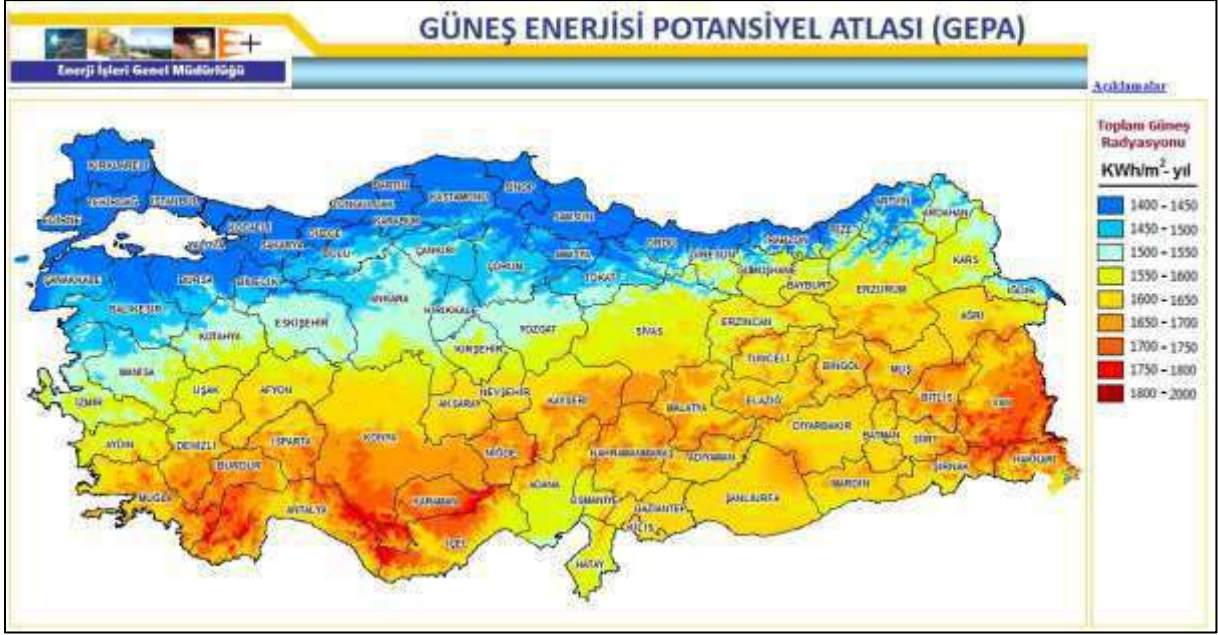 GÜNEŞ ENERJİSİ POTANSİYEL ATLASI (GEPA)
Enerji İşleri Genel Müdürlüğü
Açıklamalar
Toplam Güneş
Radyasyonu
KWh/m²- yıl
1400 - 1450
1450 - 1500
1500 - 1550
1550 - 1600
1600 - 1650
1650 - 1700
1700 - 1750
1750 - 1800
1800 - 2000
KIRKLARELİ
TEKİRDAĞ
İSTANBUL
EDİRNE
KOCAELİ
YALOVA
SAKARYA
DÜZCE
BOLU
ZONGULDAK
BARTIN
KARABÜK
KASTAMONU
SİNOP
SAMSUN
ÇANKIRI
ÇORUM
AMASYA
TOKAT
ORDU
GİRESUN
TRABZON
RİZE
ARTVİN
ARDAHAN
KARS
IĞDIR
GÜMÜŞHANE
BAYBURT
ERZURUM
AĞRI
ÇANAKKALE
BURSA
BİLECİK
BALIKESİR
KÜTAHYA
ESKİŞEHİR
ANKARA
KIRIKKALE
KIRŞEHİR
YOZGAT
SİVAS
ERZİNCAN
TUNCELİ
BİNGÖL
MUŞ
BİTLİS
VAN
MANİSA
İZMİR
UŞAK
AFYON
AKSARAY
NEVŞEHİR
KAYSERİ
MALATYA
ELAZIĞ
DİYARBAKIR
BATMAN
SİİRT
ŞIRNAK
HAKKARİ
AYDIN
DENİZLİ
ISPARTA
BURDUR
KONYA
NİĞDE
KAHRAMANMARAŞ
ADIYAMAN
MARDİN
MUĞLA
ANTALYA
KARAMAN
İÇEL
ADANA
OSMANİYE
GAZİANTEP
KİLİS
ŞANLIURFA
HATAY